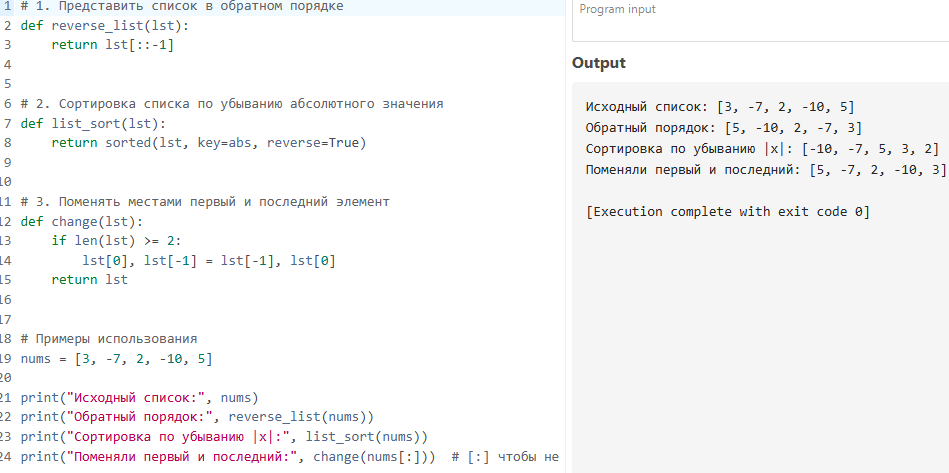 1 # 1. Представить список в обратном порядке
2 def reverse_list(lst):
3     return lst[::-1]
4
5
6 # 2. Сортировка списка по убыванию абсолютного значения
7 def list_sort(lst):
8     return sorted(lst, key=abs, reverse=True)
9
10
11 # 3. Поменять местами первый и последний элемент
12 def change(lst):
13     if len(lst) >= 2:
14         lst[0], lst[-1] = lst[-1], lst[0]
15     return lst
16
17
18 # Примеры использования
19 nums = [3, -7, 2, -10, 5]
20
21 print("Исходный список:", nums)
22 print("Обратный порядок:", reverse_list(nums))
23 print("Сортировка по убыванию |x|:", list_sort(nums))
24 print("Поменяли первый и последний:", change(nums[:]))  # [:] чтобы не
Program input
Output
Исходный список: [3, -7, 2, -10, 5]
Обратный порядок: [5, -10, 2, -7, 3]
Сортировка по убыванию |x|: [-10, -7, 5, 3, 2]
Поменяли первый и последний: [5, -7, 2, -10, 3]
[Execution complete with exit code 0]